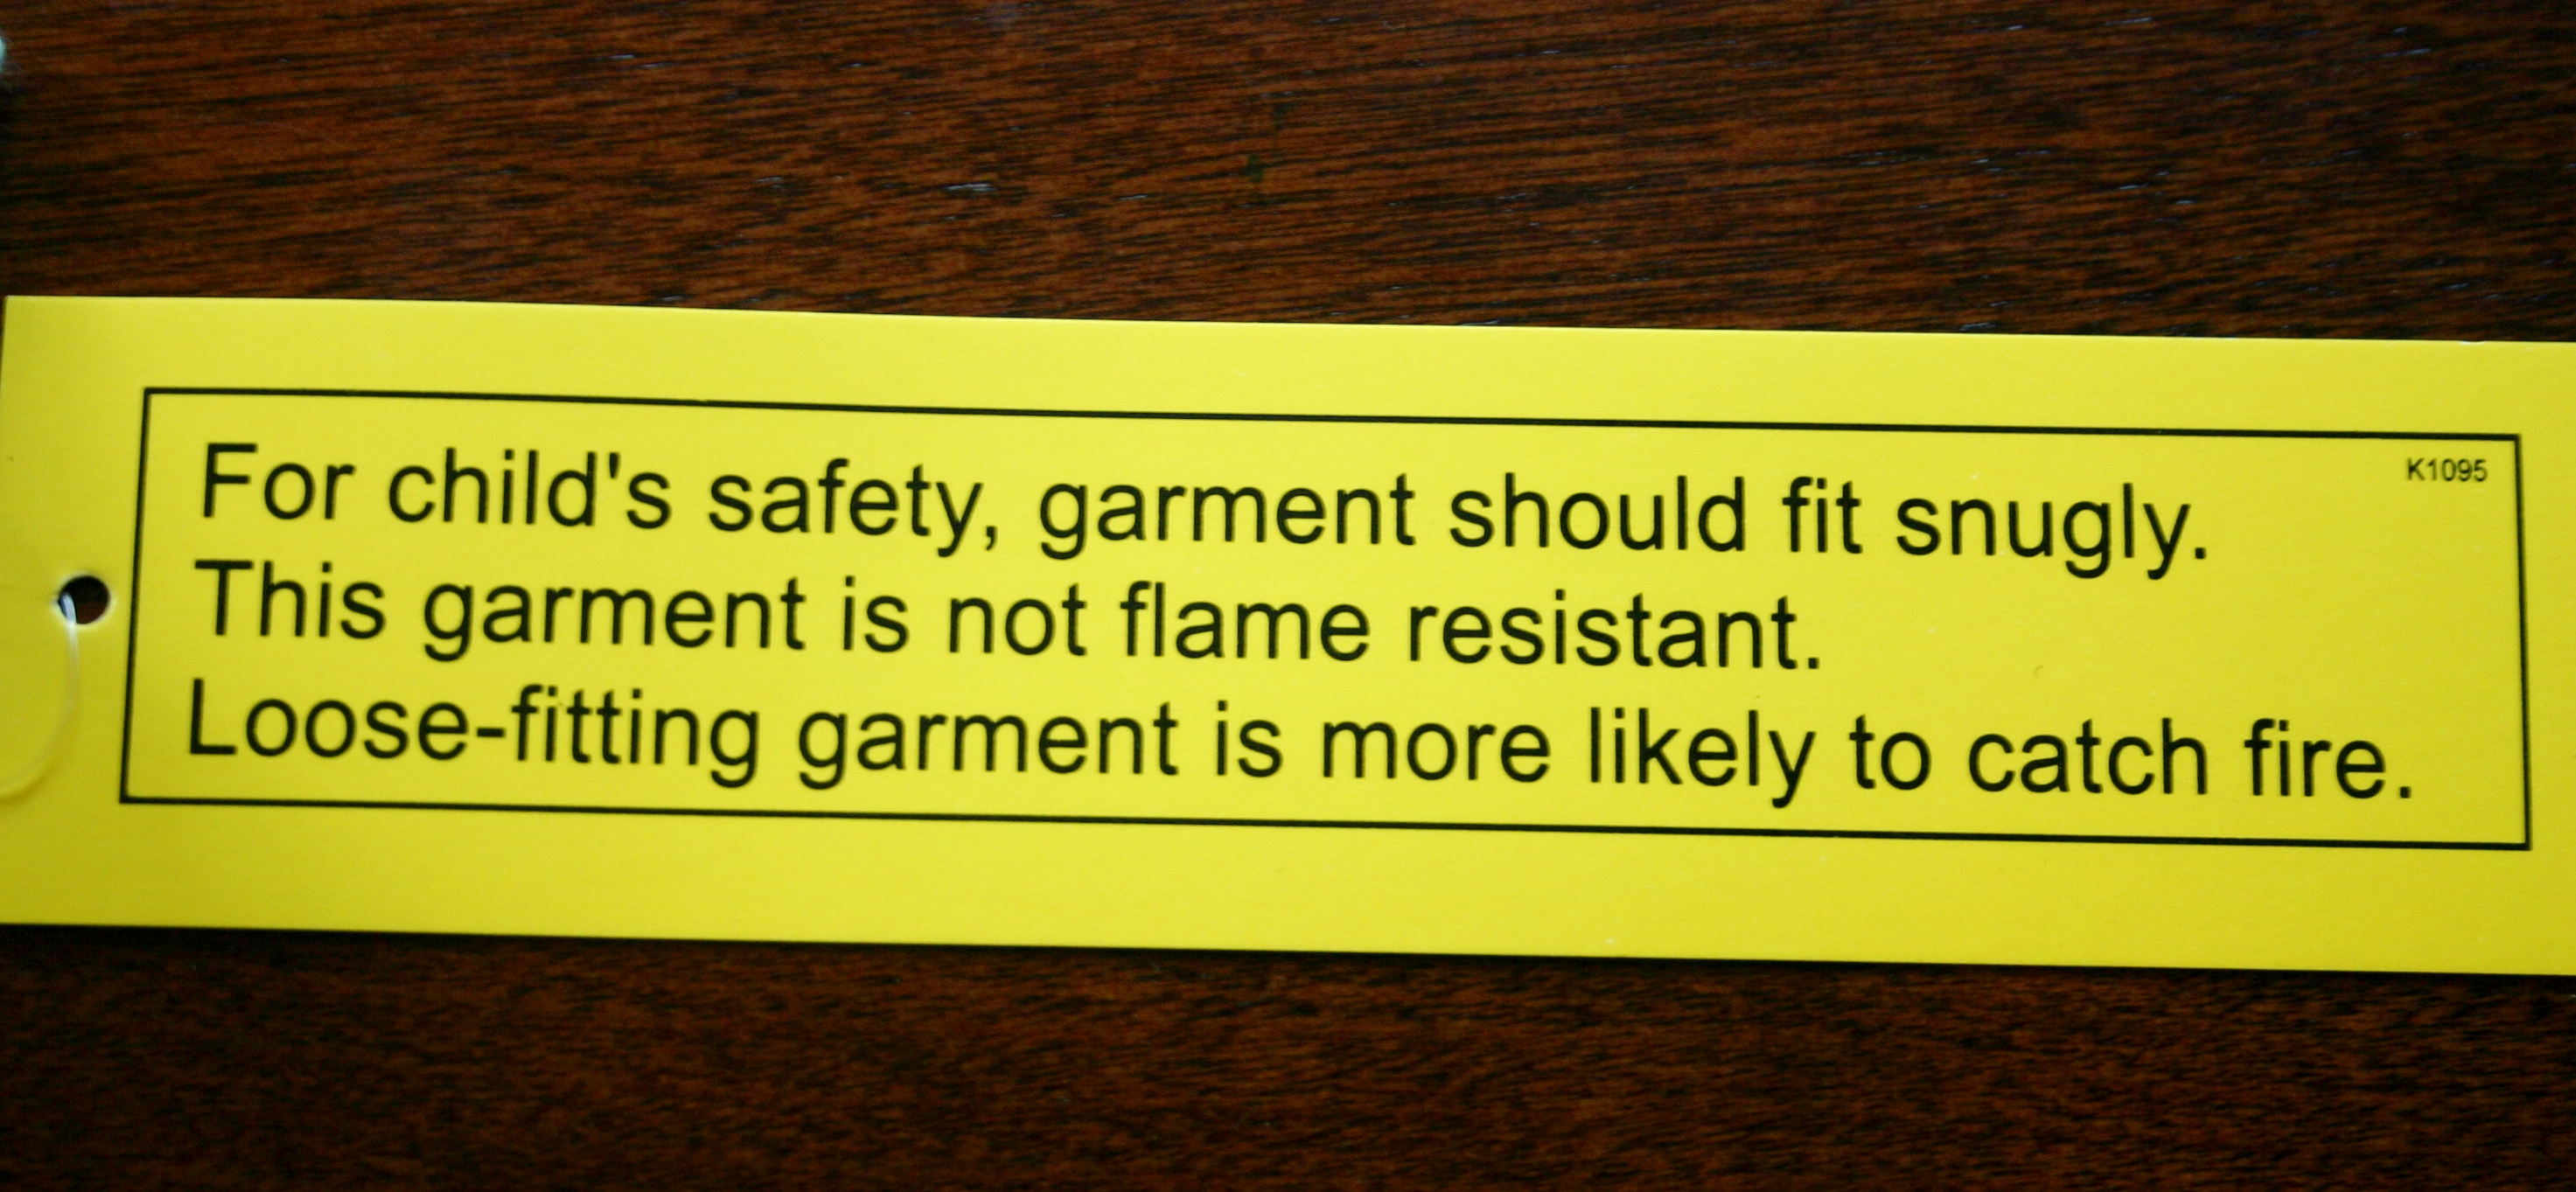 K1095
For child's safety, garment should fit snugly.
This garment is not flame resistant.
Loose-fitting garment is more likely to catch fire.